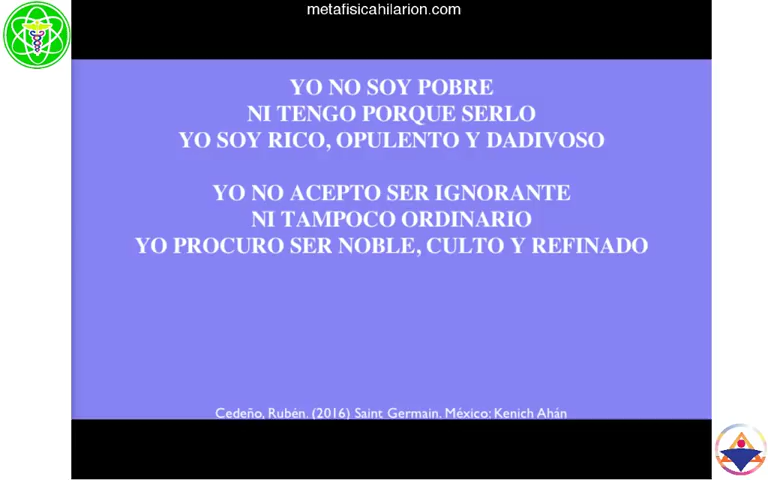 metafisicahilarion.com
YO NO SOY POBRE
NI TENGO PORQUE SERLO
YO SOY RICO, OPULENTO Y DADIVOSO
YO NO ACEPTO SER IGNORANTE
NI TAMPOCO ORDINARIO
YO PROCURO SER NOBLE, CULTO Y REFINADO
Cedeño, Rubén. (2016) Saint Germain, México: Kenich Ahán